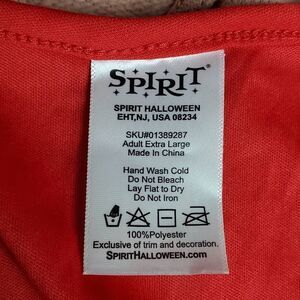 SPIRIT
SPIRIT HALLOWEEN
EHT,NJ, USA 08234
SKU#01389287
Adult Extra Large
Made In China
Hand Wash Cold
Do Not Bleach
Lay Flat to Dry
Do Not Iron
100%Polyester
Exclusive of trim and decoration.
SPIRITHALLOWEEN.com